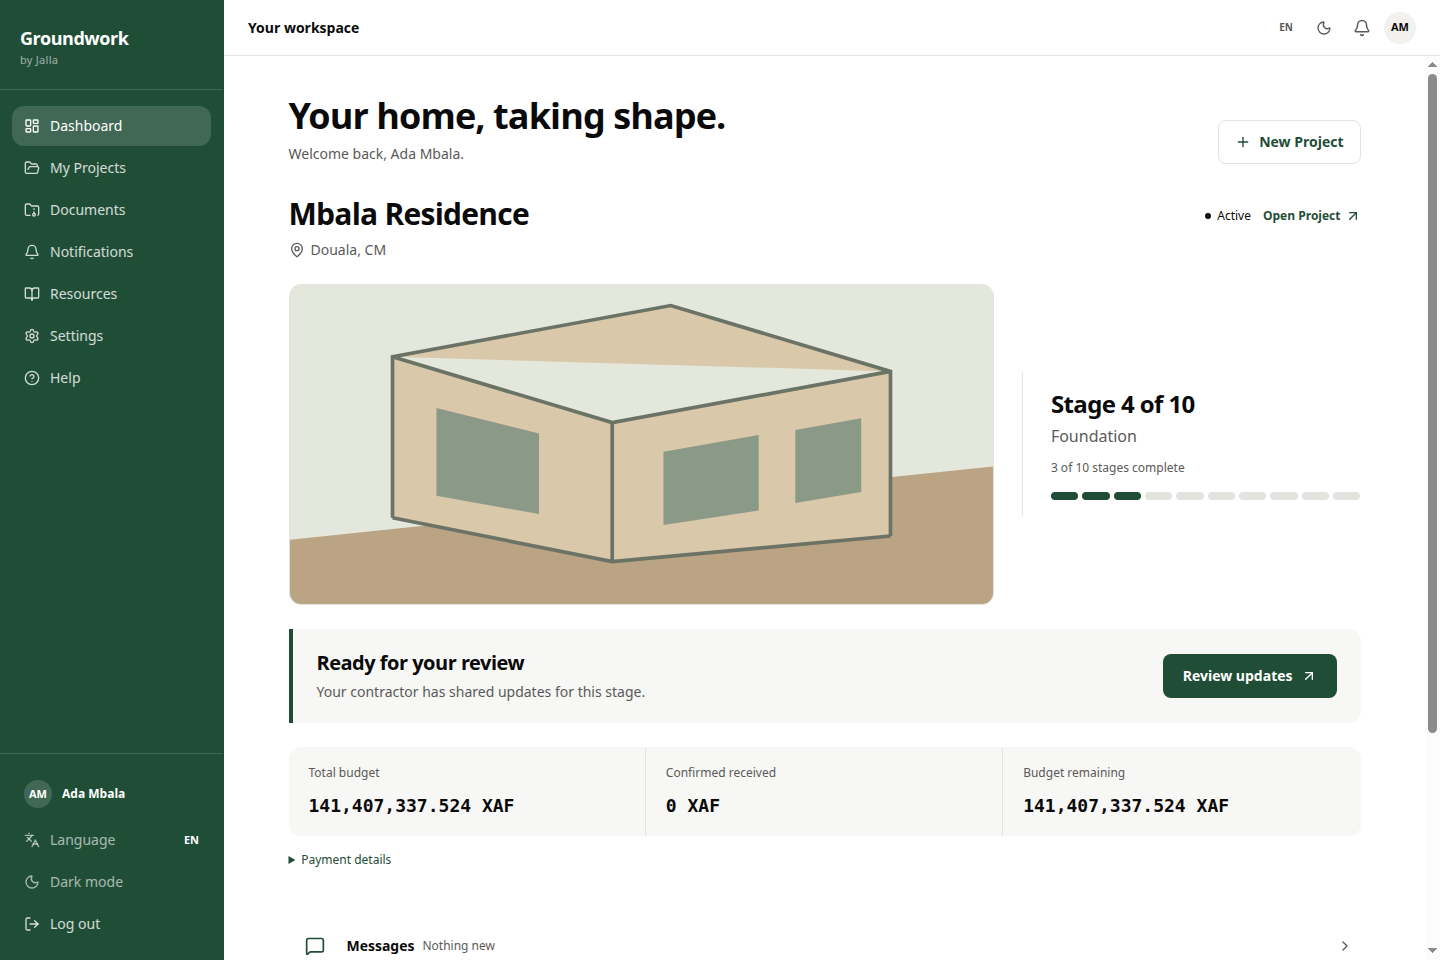 Groundwork
by Jalla
Dashboard
My Projects
Documents
Notifications
Resources
Settings
Help
AM Ada Mbala
Language EN
Dark mode
Log out
Your workspace
EN
AM
Your home, taking shape.
Welcome back, Ada Mbala.
New Project
Mbala Residence
Active Open Project
Douala, CM
Stage 4 of 10
Foundation
3 of 10 stages complete
Ready for your review
Your contractor has shared updates for this stage.
Review updates
Total budget
141,407,337.524 XAF
Confirmed received
0 XAF
Budget remaining
141,407,337.524 XAF
Payment details
Messages Nothing new